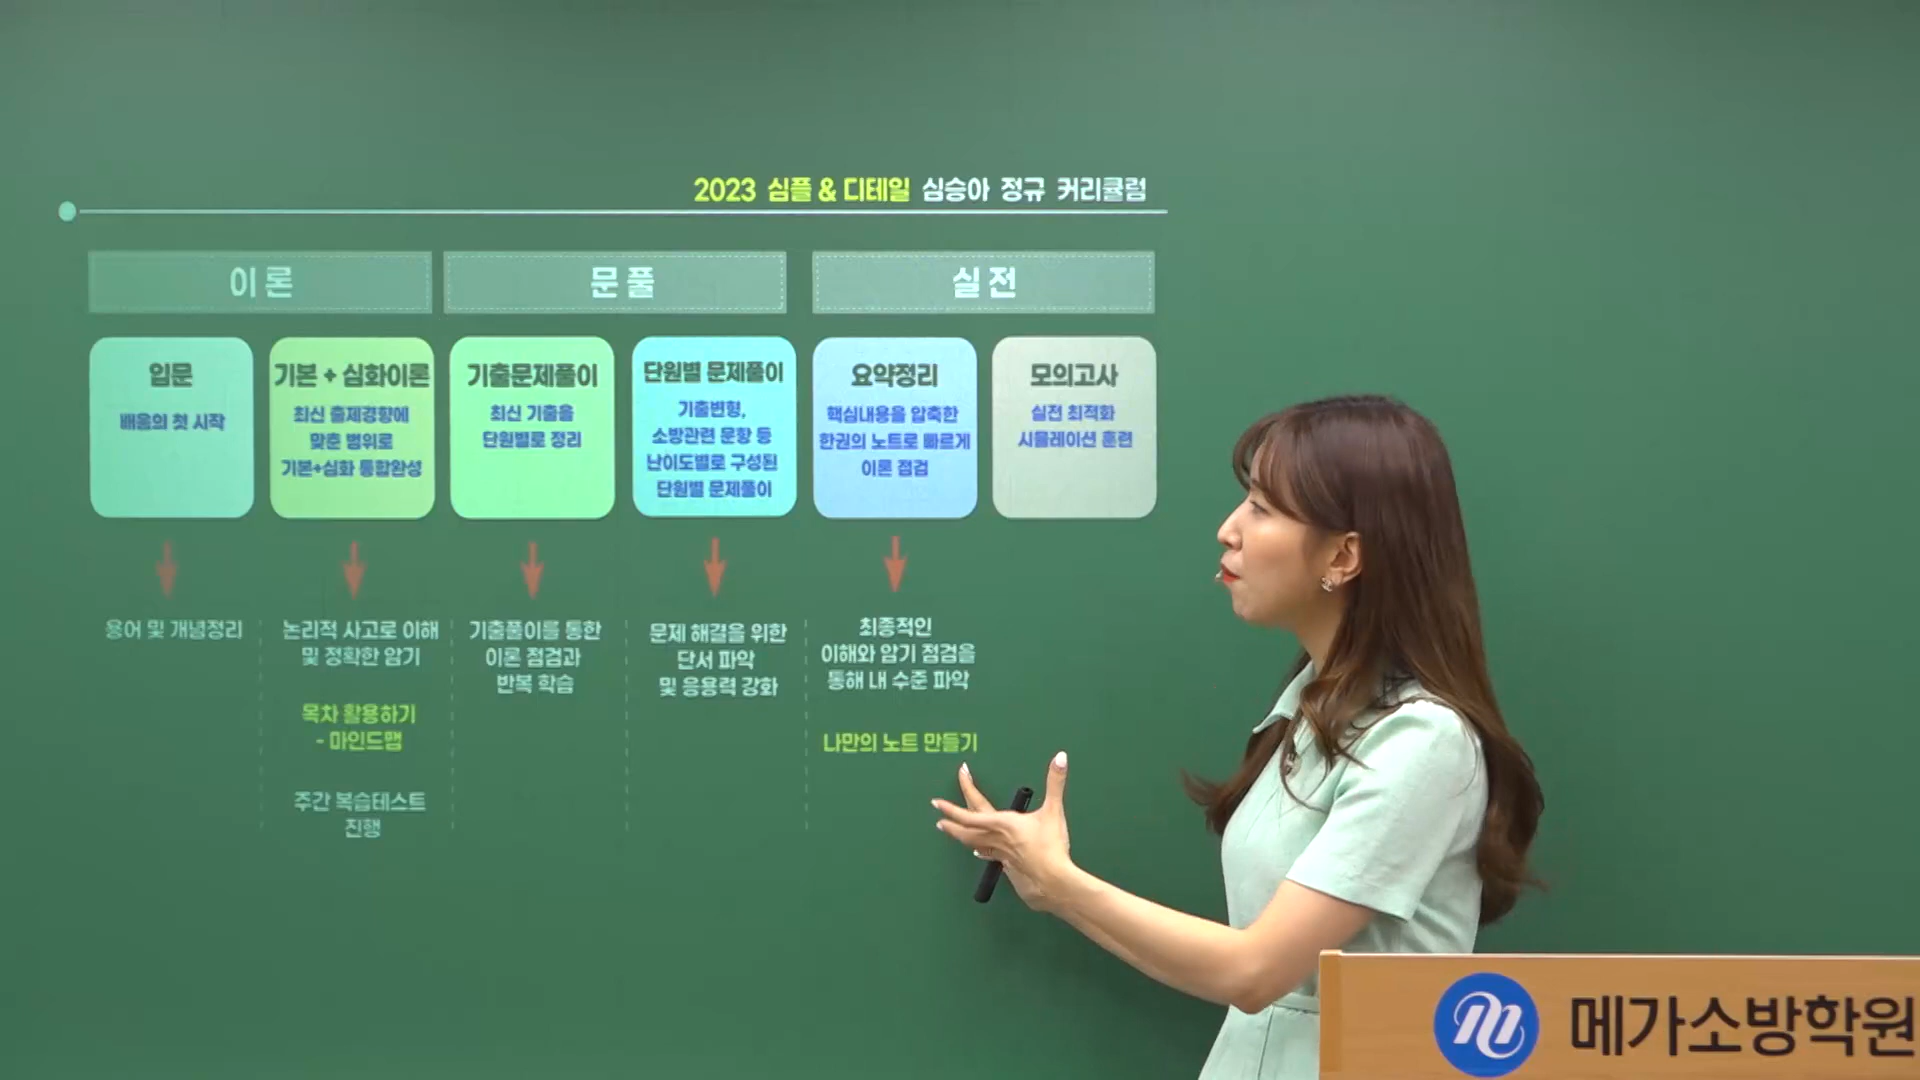 2023 심플 & 디테일 심승아 정규 커리큘럼
이론
문풀
실전
입문
배움의 첫 시작
기본 + 심화이론
최신 출제경향에
맞춘 범위로
기본+심화 통합완성
기출문제풀이
최신 기출을
단원별로 정리
단원별 문제풀이
기출변형,
소방관련 문항 등
난이도별로 구성된
단원별 문제풀이
요약정리
핵심내용을 압축한
한권의 노트로 빠르게
이론 점검
모의고사
실전 최적화
시뮬레이션 훈련
용어 및 개념정리
논리적 사고로 이해
및 정확한 암기
목차 활용하기
- 마인드맵
주간 복습테스트
진행
기출풀이를 통한
이론 점검과
반복 학습
문제 해결을 위한
단서 파악
및 응용력 강화
최종적인
이해와 암기 점검을
통해 내 수준 파악
나만의 노트 만들기
메가소방학원